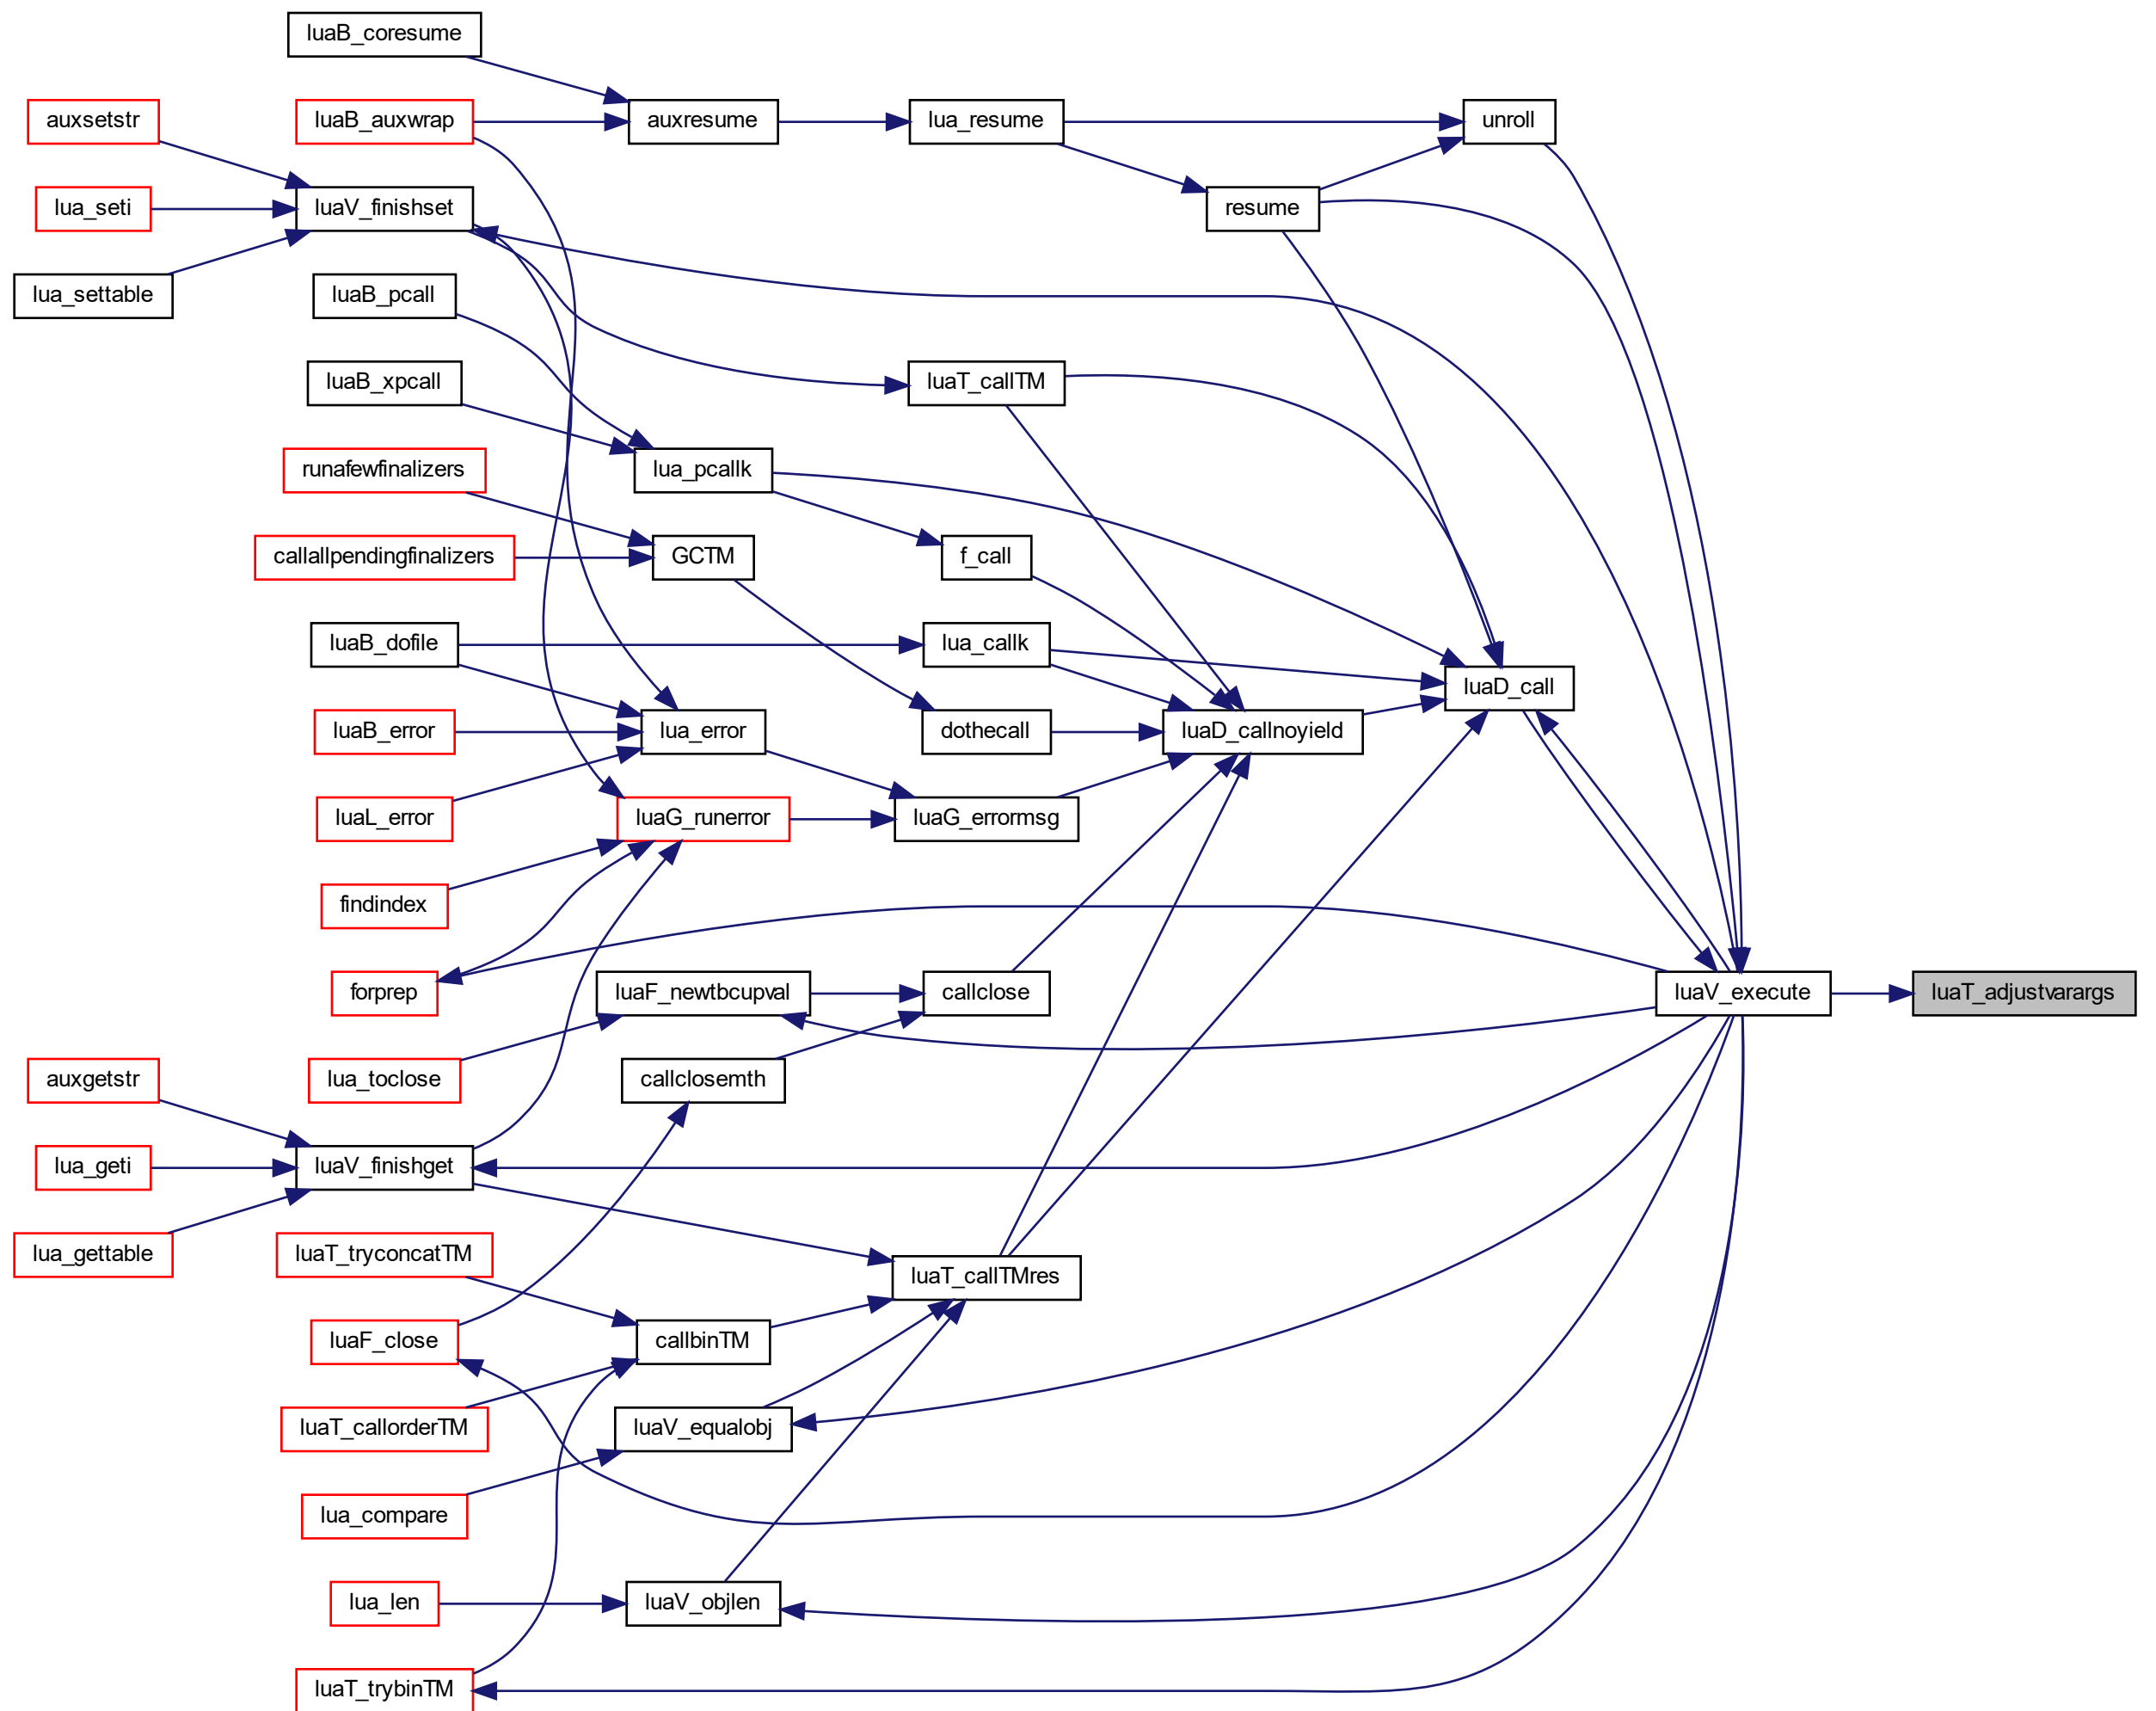 luaB_coresume
auxsetstr
luaB_auxwrap
auxresume
lua_resume
unroll
lua_seti
luaV_finishset
resume
lua_settable
luaB_pcall
luaB_xpcall
luaT_callTM
runafewfinalizers
lua_pcallk
callallpendingfinalizers
GCTM
f_call
luaB_dofile
lua_callk
luaD_call
luaB_error
lua_error
dothecall
luaD_callnoyield
luaL_error
luaG_runerror
luaG_errormsg
findindex
forprep
luaF_newtbcupval
callclose
luaV_execute
luaT_adjustvarargs
auxgetstr
lua_toclose
callclosemth
lua_geti
luaV_finishget
lua_gettable
luaT_tryconcatTM
luaT_callTMres
luaF_close
callbinTM
luaT_callorderTM
luaV_equalobj
lua_compare
lua_len
luaV_objlen
luaT_trybinTM